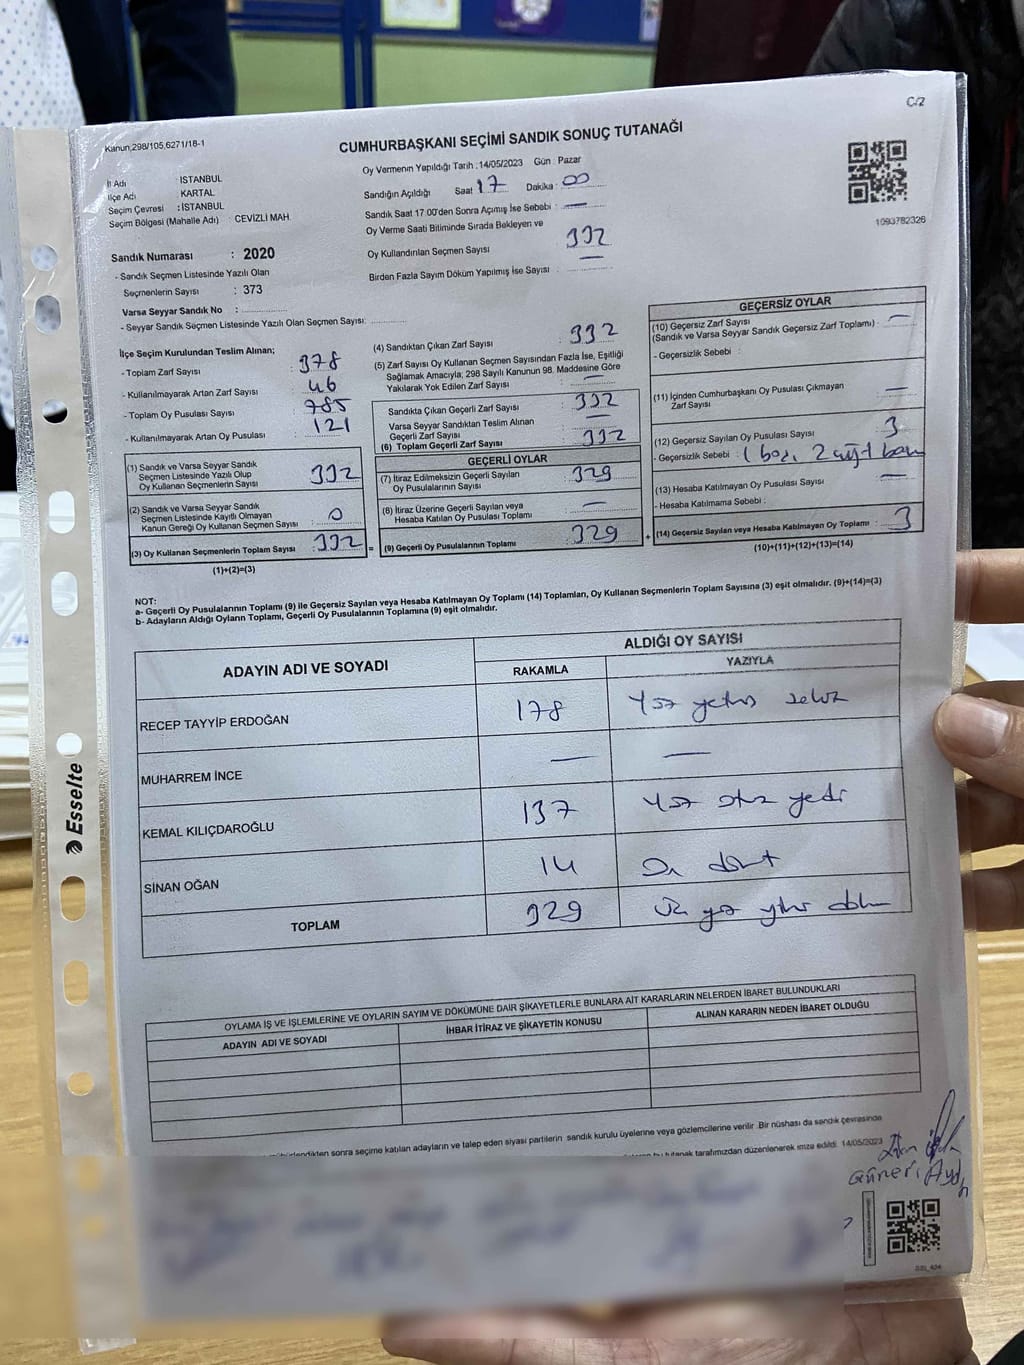 C/2
Kanun,298/105,6271/18-1
CUMHURBAŞKANI SEÇİMİ SANDIK SONUÇ TUTANAĞI
İl Adı : İSTANBUL
İlçe Adı : KARTAL
Seçim Çevresi : İSTANBUL
Seçim Bölgesi (Mahalle Adı) : CEVİZLİ MAH.
Sandık Numarası : 2020
- Sandık Seçmen Listesinde Yazılı Olan
Seçmenlerin Sayısı : 373
Varsa Seyyar Sandık No :
- Seyyar Sandık Seçmen Listesinde Yazılı Olan Seçmen Sayısı:
Oy Vermenin Yapıldığı Tarih : 14/05/2023 Gün : Pazar
Sandığın Açıldığı Saat 17 Dakika : 00
Sandık Saat 17.00'den Sonra Açımış İse Sebebi : —
Oy Verme Saati Bitiminde Sırada Bekleyen ve
Oy Kullandırılan Seçmen Sayısı 332
Birden Fazla Sayım Döküm Yapılmış İse Sayısı : —
1093782326
İlçe Seçim Kurulundan Teslim Alınan;
- Toplam Zarf Sayısı : 378
- Kullanılmayarak Artan Zarf Sayısı : 46
- Toplam Oy Pusulası Sayısı : 785
- Kullanılmayarak Artan Oy Pusulası : 121
(1) Sandık ve Varsa Seyyar Sandık
Seçmen Listesinde Yazılı Olup
Oy Kullanan Seçmenlerin Sayısı : 332
(2) Sandık ve Varsa Seyyar Sandık
Seçmen Listesinde Kayıtlı Olmayan
Kanun Gereği Oy Kullanan Seçmen Sayısı : 0
(3) Oy Kullanan Seçmenlerin Toplam Sayısı : 332
(1)+(2)=(3)
=
(4) Sandıktan Çıkan Zarf Sayısı : 332
(5) Zarf Sayısı Oy Kullanan Seçmen Sayısından Fazla İse, Eşitliği
Sağlamak Amacıyla, 298 Sayılı Kanunun 98. Maddesine Göre
Yakılarak Yok Edilen Zarf Sayısı : —
Sandıkta Çıkan Geçerli Zarf Sayısı : 332
Varsa Seyyar Sandıktan Teslim Alınan
Geçerli Zarf Sayısı : —
(6) Toplam Geçerli Zarf Sayısı : 332
GEÇERLİ OYLAR
(7) İtiraz Edilmeksizin Geçerli Sayılan
Oy Pusulalarının Sayısı : 329
(8) İtiraz Üzerine Geçerli Sayılan veya
Hesaba Katılan Oy Pusulası Toplamı : —
(9) Geçerli Oy Pusulalarının Toplamı : 329
+
GEÇERSİZ OYLAR
(10) Geçersiz Zarf Sayısı
(Sandık ve Varsa Seyyar Sandık Geçersiz Zarf Toplamı) : —
- Geçersizlik Sebebi :
(11) İçinden Cumhurbaşkanı Oy Pusulası Çıkmayan
Zarf Sayısı : —
(12) Geçersiz Sayılan Oy Pusulası Sayısı : 3
- Geçersizlik Sebebi : 1 boş, 2
(13) Hesaba Katılmayan Oy Pusulası Sayısı : —
- Hesaba Katılmama Sebebi :
(14) Geçersiz Sayılan veya Hesaba Katılmayan Oy Toplamı : 3
(10)+(11)+(12)+(13)=(14)
NOT:
a- Geçerli Oy Pusulalarının Toplamı (9) ile Geçersiz Sayılan veya Hesaba Katılmayan Oy Toplamı (14) Toplamları, Oy Kullanan Seçmenlerin Toplam Sayısına (3) eşit olmalıdır. (9)+(14)=(3)
b- Adayların Aldığı Oyların Toplamı, Geçerli Oy Pusulalarının Toplamına (9) eşit olmalıdır.
ADAYIN ADI VE SOYADI
ALDIĞI OY SAYISI
RAKAMLA YAZIYLA
RECEP TAYYİP ERDOĞAN 178 Yüz yetmiş sekiz
MUHARREM İNCE — —
KEMAL KILIÇDAROĞLU 137 Yüz otuz yedi
SİNAN OĞAN 14 On dört
TOPLAM 329 üç yüz yirmi dokuz
OYLAMA İŞ VE İŞLEMLERİNE VE OYLARIN SAYIM VE DÖKÜMÜNE DAİR ŞİKAYETLERLE BUNLARA AİT KARARLARIN NELERDEN İBARET BULUNDUKLARI
ADAYIN ADI VE SOYADI İHBAR İTİRAZ VE ŞİKAYETİN KONUSU ALINAN KARARIN NEDEN İBARET OLDUĞU
sonra seçime katılan adayların ve talep eden siyasi partilerin sandık kurulu üyelerine veya gözlemcilerine verilir. Bir nüshası da sandık çevresinde
tutanak tarafımızdan düzenlenerek imza edildi. 14/05/2023
Güneri Aydın
Esselte